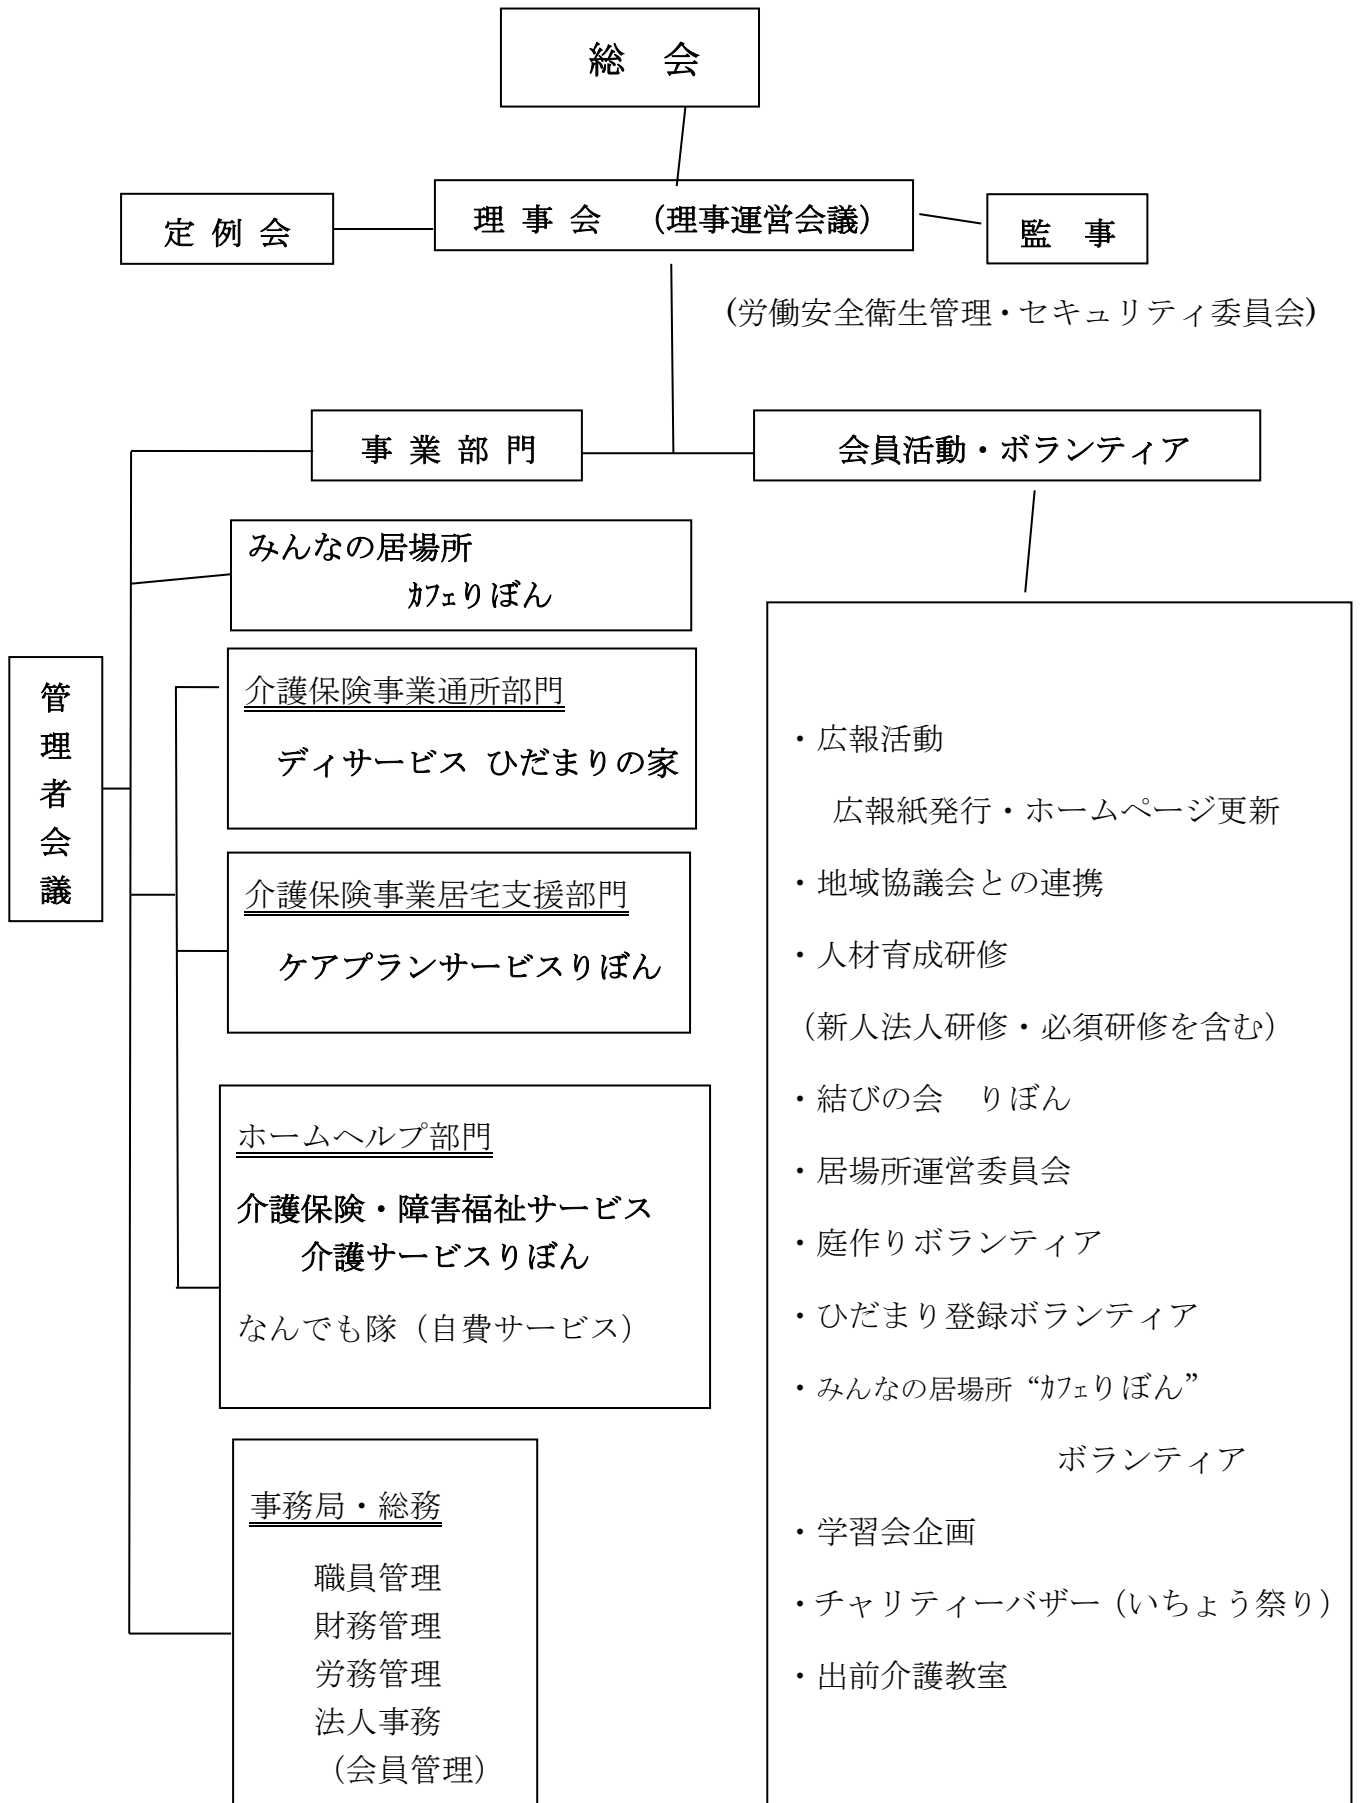 総　会
定 例 会
理 事 会　（理事運営会議）
監　事
(労働安全衛生管理・セキュリティ委員会)
事 業 部 門
会員活動・ボランティア
管理者会議
みんなの居場所
ｶﾌｪりぼん
介護保険事業通所部門
ディサービス ひだまりの家
介護保険事業居宅支援部門
ケアプランサービスりぼん
ホームヘルプ部門
介護保険・障害福祉サービス
介護サービスりぼん
なんでも隊（自費サービス）
事務局・総務
職員管理
財務管理
労務管理
法人事務
（会員管理）
・広報活動
広報紙発行・ホームページ更新
・地域協議会との連携
・人材育成研修
（新人法人研修・必須研修を含む）
・結びの会　りぼん
・居場所運営委員会
・庭作りボランティア
・ひだまり登録ボランティア
・みんなの居場所 “ｶﾌｪりぼん”
ボランティア
・学習会企画
・チャリティーバザー（いちょう祭り）
・出前介護教室